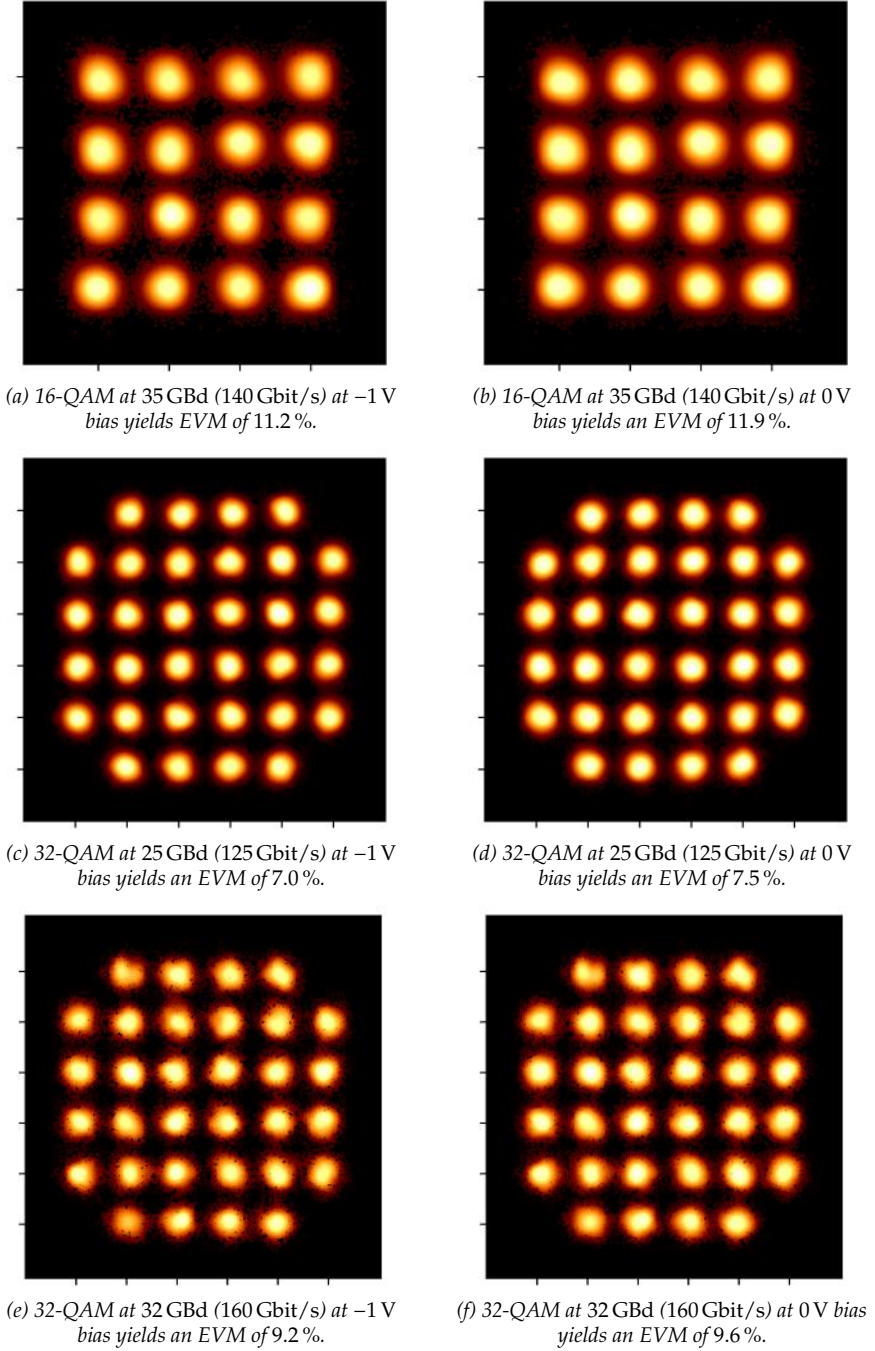 (a) 16-QAM at 35 GBd (140 Gbit/s) at −1 V
bias yields EVM of 11.2 %.
(b) 16-QAM at 35 GBd (140 Gbit/s) at 0 V
bias yields an EVM of 11.9 %.
(c) 32-QAM at 25 GBd (125 Gbit/s) at −1 V
bias yields an EVM of 7.0 %.
(d) 32-QAM at 25 GBd (125 Gbit/s) at 0 V
bias yields an EVM of 7.5 %.
(e) 32-QAM at 32 GBd (160 Gbit/s) at −1 V
bias yields an EVM of 9.2 %.
(f) 32-QAM at 32 GBd (160 Gbit/s) at 0 V bias
yields an EVM of 9.6 %.